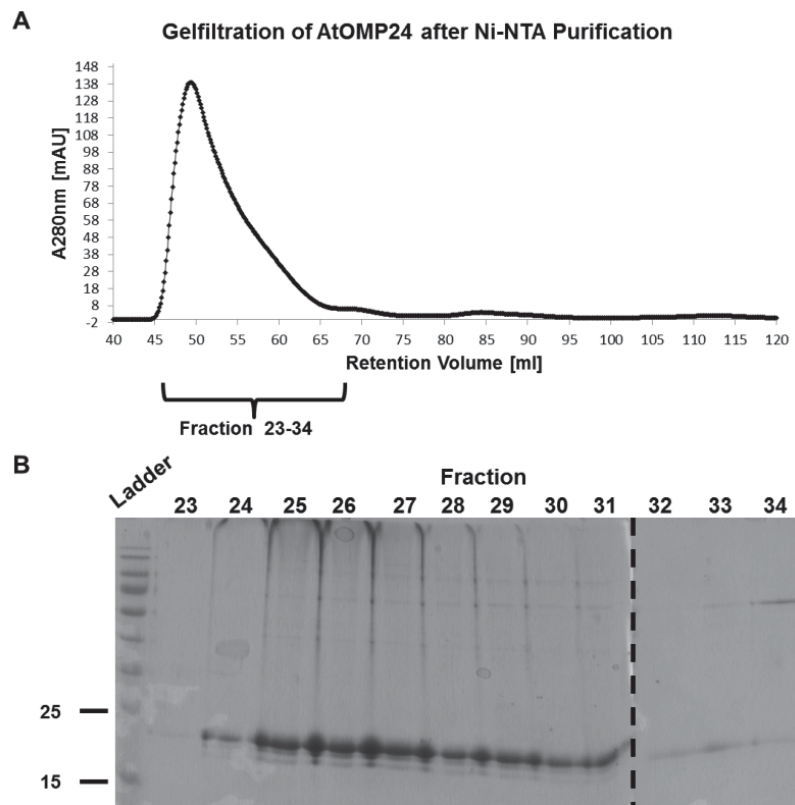 A
Gelfiltration of AtOMP24 after Ni-NTA Purification
148
138
128
118
108
98
88
78
68
58
48
38
28
18
8
-2
A280nm [mAU]
40 45 50 55 60 65 70 75 80 85 90 95 100 105 110 115 120
Retention Volume [ml]
Fraction 23-34
B
Ladder
Fraction
23 24 25 26 27 28 29 30 31 32 33 34
25
15